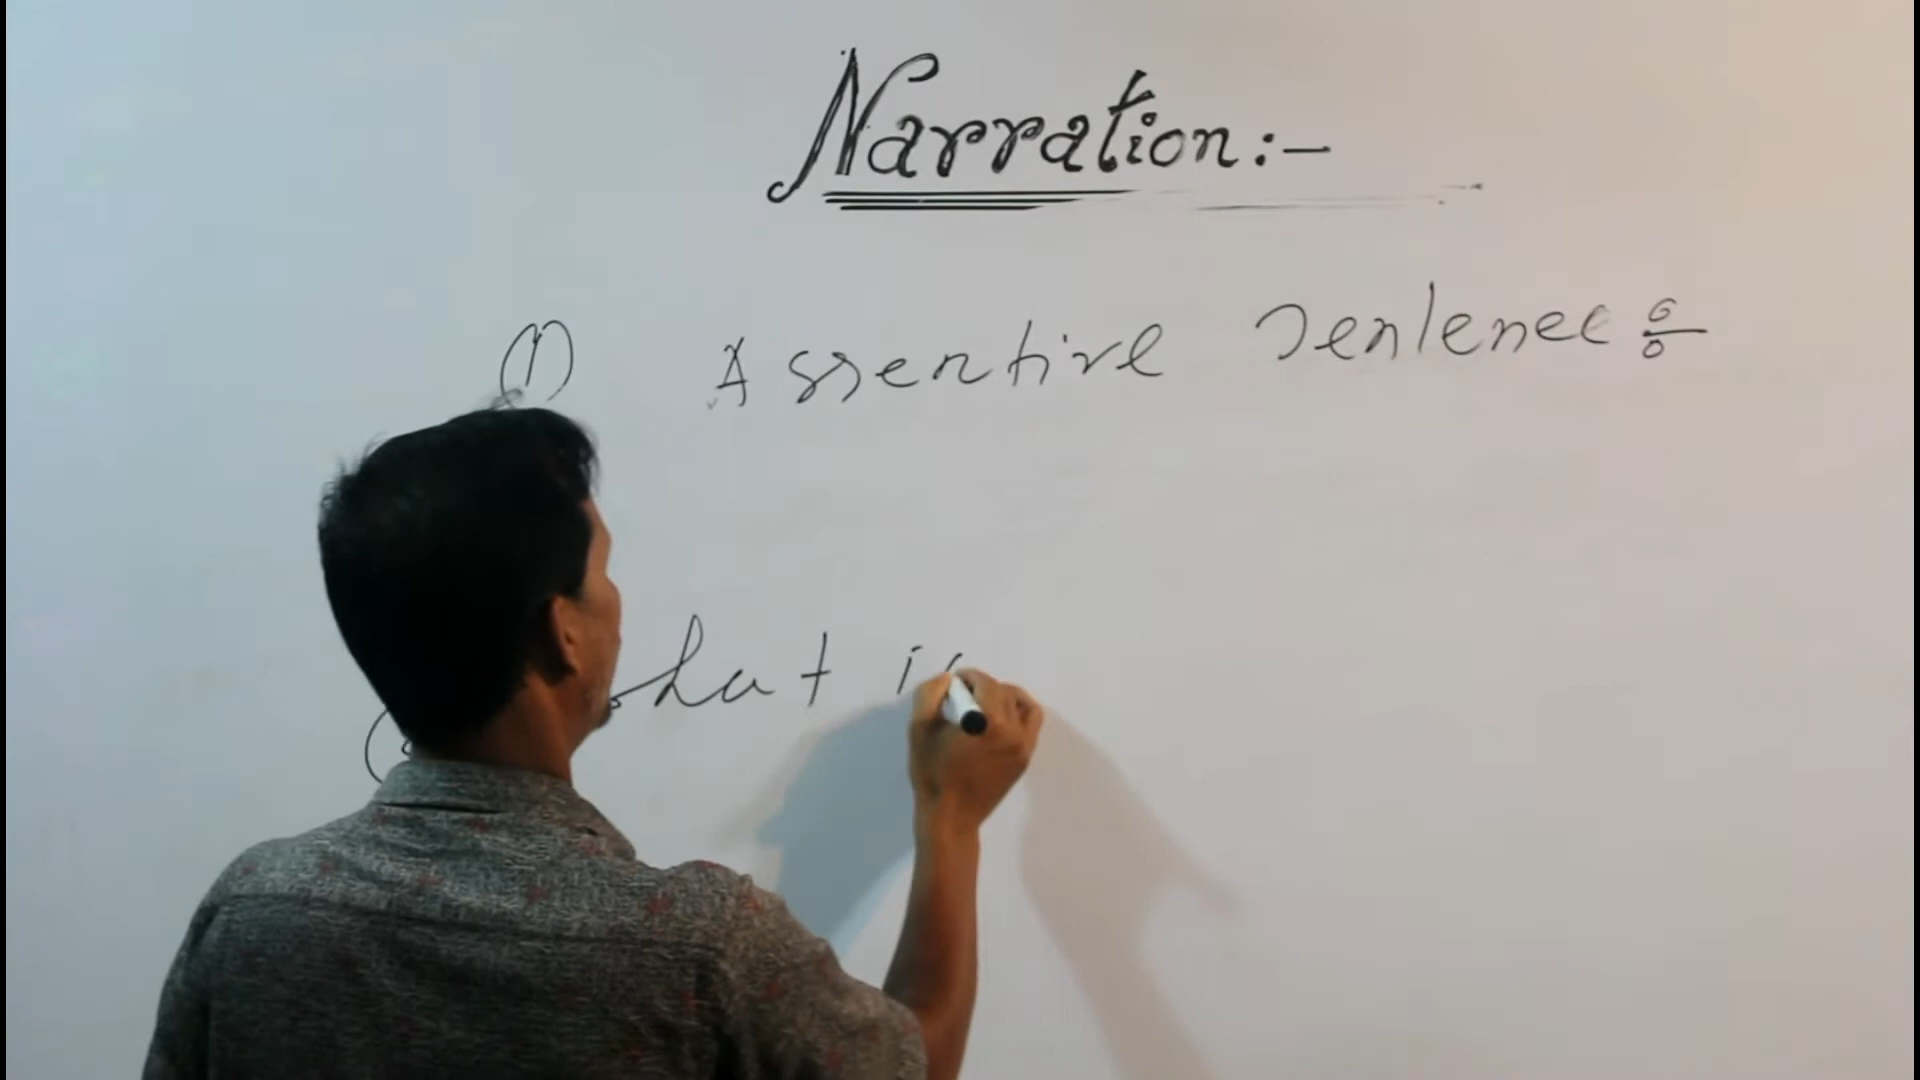 Narration:-
(1) Assertive Sentence:-
what is